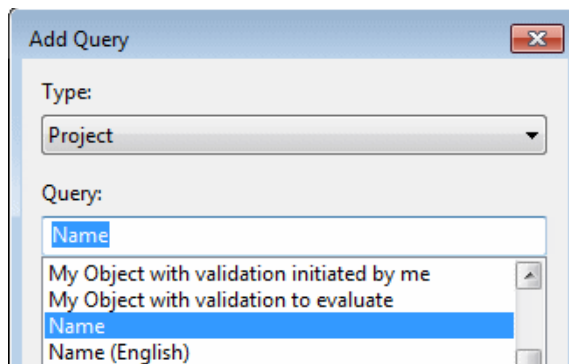 Add Query
Type:
Project
Query:
Name
My Object with validation initiated by me
My Object with validation to evaluate
Name
Name (English)